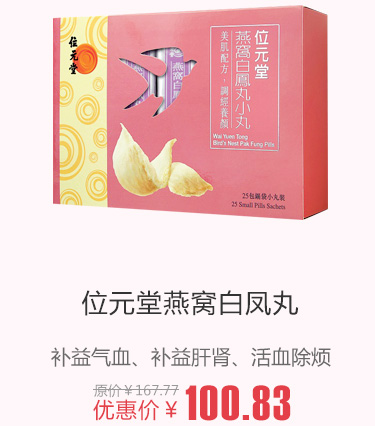 位元堂
位元堂
燕窩白鳳丸小丸
美肌配方，調經養顏
Wai Yuen Tong
Bird's Nest Pak Fung Pills
25包錫袋小丸裝
25 Small Pills Sachets
位元堂燕窝白凤丸
补益气血、补益肝肾、活血除烦
原价￥167.77
优惠价￥100.83